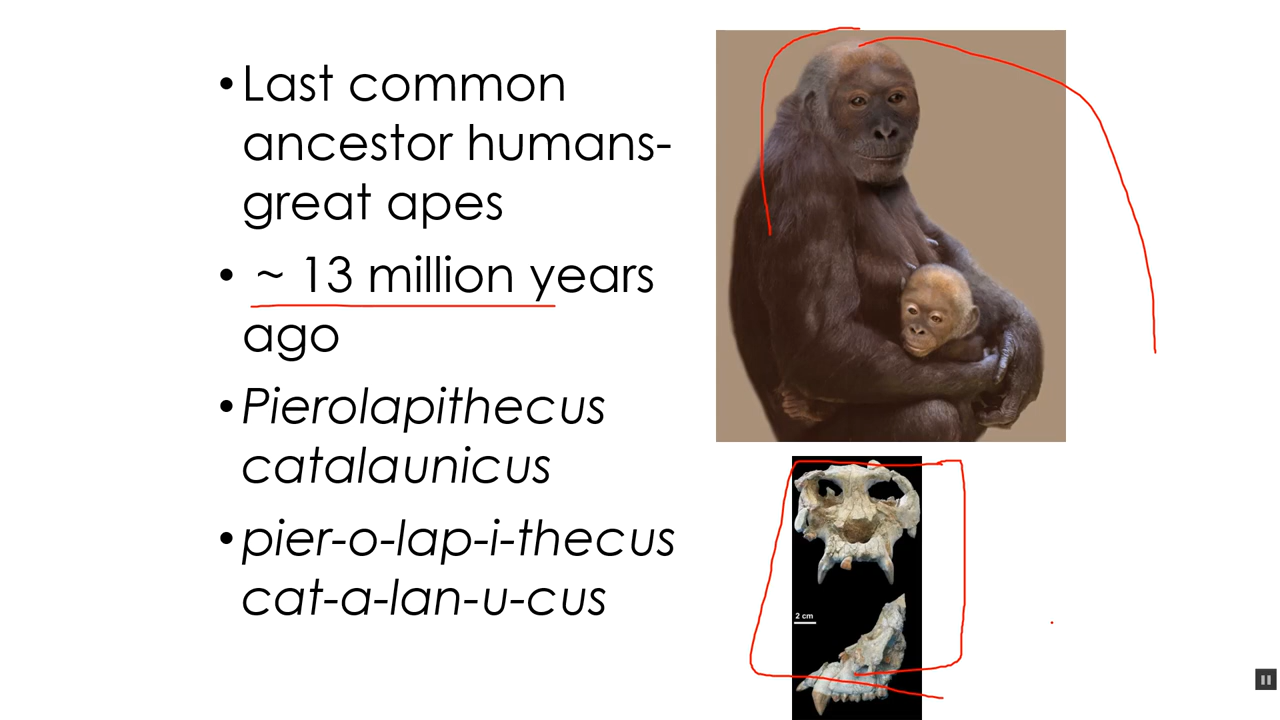 •Last common
ancestor humans-
great apes
• ~ 13 million years
ago
•Pierolapithecus
catalaunicus
•pier-o-lap-i-thecus
cat-a-lan-u-cus
2 cm